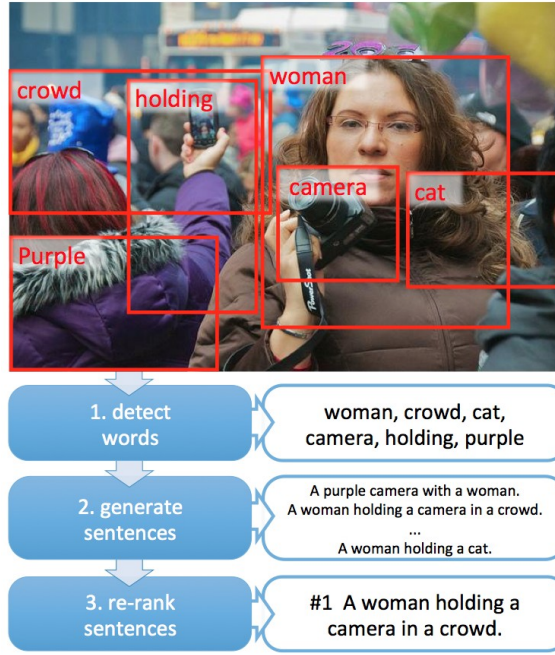 crowd
holding
woman
camera
cat
Purple
PowerShot
1. detect
words
woman, crowd, cat,
camera, holding, purple
2. generate
sentences
A purple camera with a woman.
A woman holding a camera in a crowd.
...
A woman holding a cat.
3. re-rank
sentences
#1 A woman holding a
camera in a crowd.